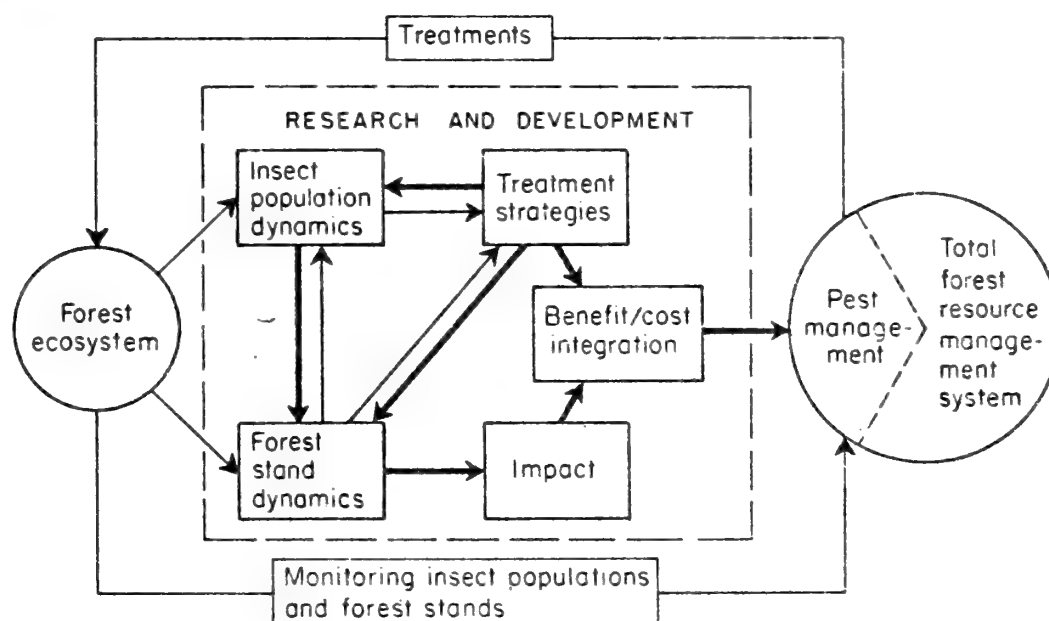 Treatments
RESEARCH AND DEVELOPMENT
Insect
population
dynamics
Treatment
strategies
Forest
ecosystem
Benefit/cost
integration
Pest
manage-
ment
Total
forest
resource
manage-
ment
system
Forest
stand
dynamics
Impact
Monitoring insect populations
and forest stands